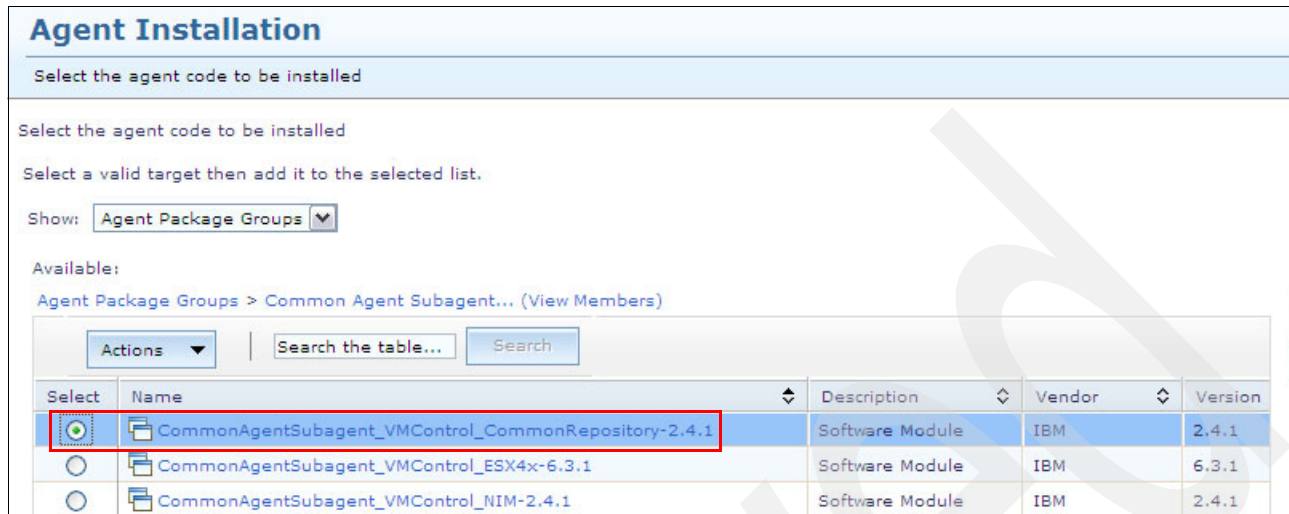 Agent Installation
Select the agent code to be installed
Select the agent code to be installed
Select a valid target then add it to the selected list.
Show: Agent Package Groups
Available:
Agent Package Groups > Common Agent Subagent... (View Members)
Actions Search the table... Search
Select Name Description Vendor Version
CommonAgentSubagent_VMControl_CommonRepository-2.4.1 Software Module IBM 2.4.1
CommonAgentSubagent_VMControl_ESX4x-6.3.1 Software Module IBM 6.3.1
CommonAgentSubagent_VMControl_NIM-2.4.1 Software Module IBM 2.4.1